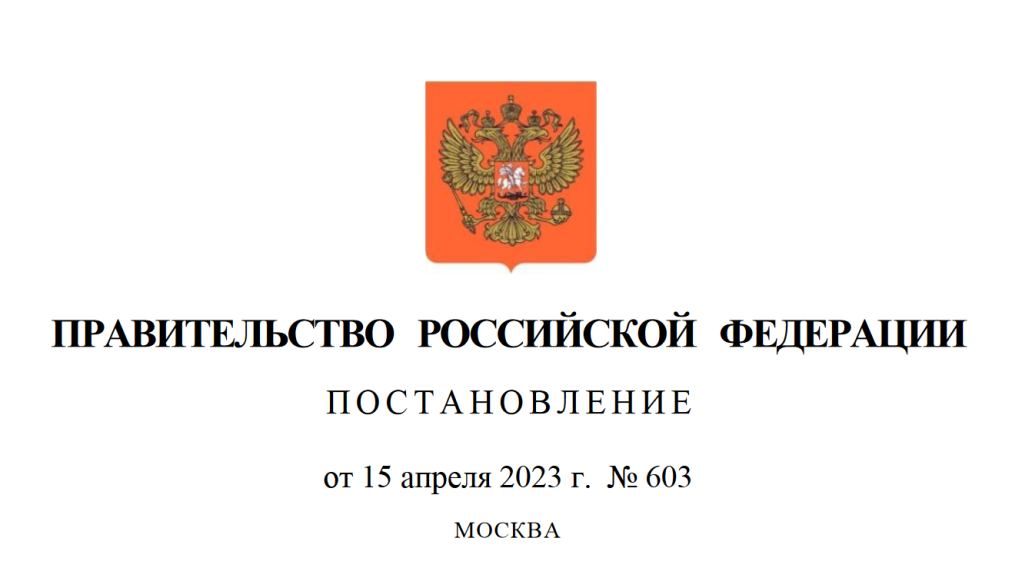 ПРАВИТЕЛЬСТВО РОССИЙСКОЙ ФЕДЕРАЦИИ
ПОСТАНОВЛЕНИЕ
от 15 апреля 2023 г. № 603
МОСКВА